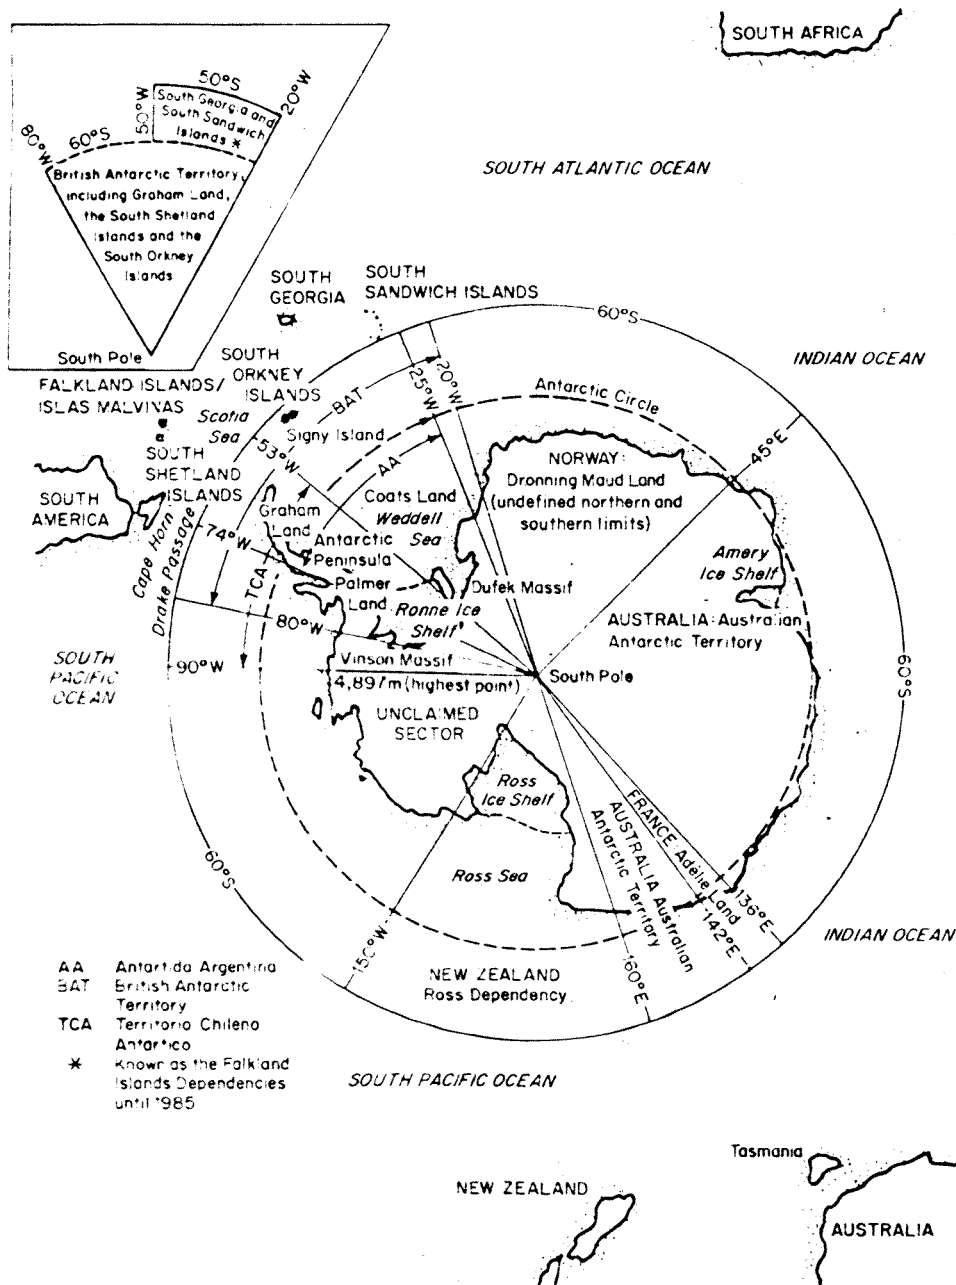 SOUTH AFRICA
50°S
20°W
50°W
South Georgia and
South Sandwich
Islands *
60°S
80°W
British Antarctic Territory,
including Graham Land,
the South Shetland
Islands and the
South Orkney
Islands
South Pole
SOUTH ATLANTIC OCEAN
SOUTH
GEORGIA
SOUTH
SANDWICH ISLANDS
60°S
INDIAN OCEAN
SOUTH
ORKNEY
ISLANDS
FALKLAND ISLANDS/
ISLAS MALVINAS
Scotia
Sea
BAT
25°W
20°W
Antarctic Circle
Signy Island
53°W
AA
45°E
SOUTH
SHETLAND
ISLANDS
SOUTH
AMERICA
NORWAY:
Dronning Maud Land
(undefined northern and
southern limits)
Coats Land
Weddell
Sea
Graham
Land
Antarctic
Peninsula
74°W
Cape Horn
Drake Passage
TCA
Palmer
Land
Dufek Massif
Amery
Ice Shelf
Ronne Ice
Shelf
80°W
AUSTRALIA: Australian
Antarctic Territory
SOUTH
PACIFIC
OCEAN
90°W
Vinson Massif
4,897m (highest point)
South Pole
60°S
UNCLAIMED
SECTOR
Ross
Ice Shelf
FRANCE: Adélie Land
AUSTRALIA Australian
Antarctic Territory
60°S
Ross Sea
136°E
142°E
INDIAN OCEAN
150°W
160°E
NEW ZEALAND
Ross Dependency
AA Antartida Argentina
BAT British Antarctic
Territory
TCA Territorio Chileno
Antartico
* Known as the Falkland
Islands Dependencies
until 1985
SOUTH PACIFIC OCEAN
Tasmania
NEW ZEALAND
AUSTRALIA